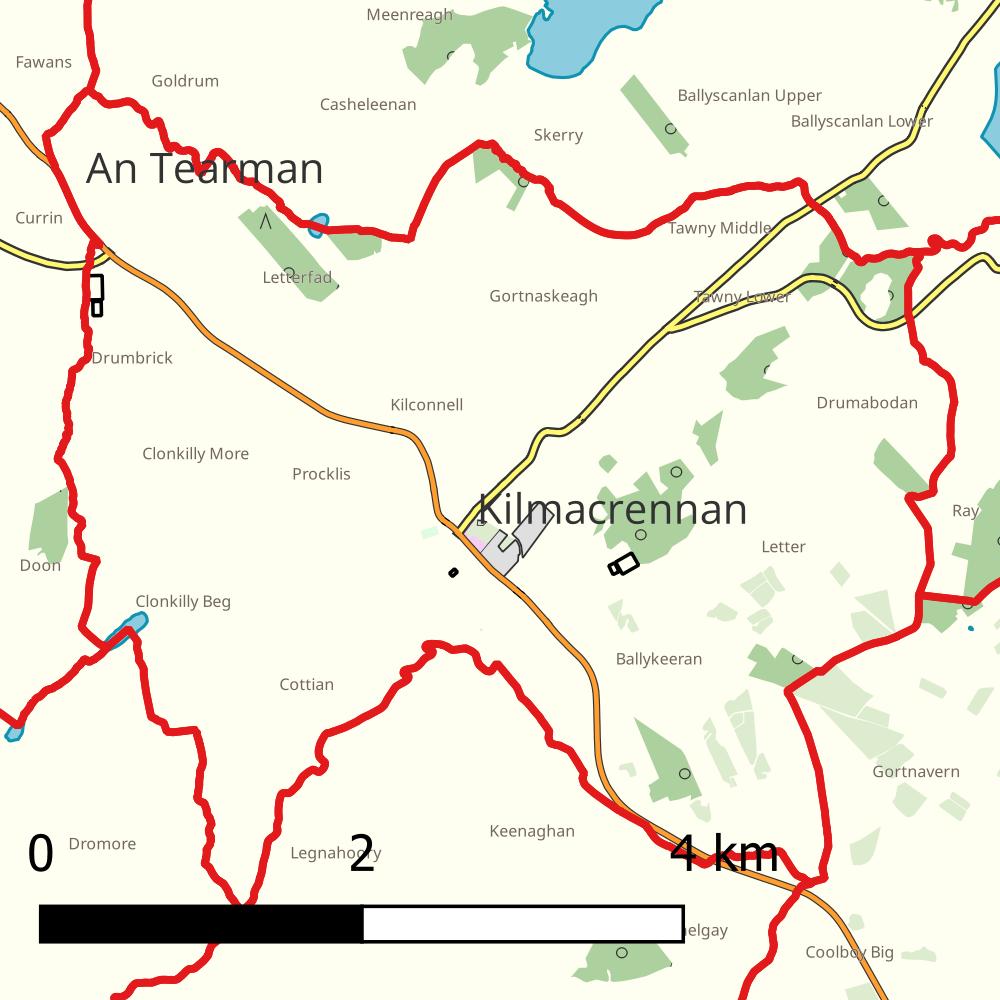 Meenreagh
Fawans
Goldrum
Casheleenan
Ballyscanlan Upper
Ballyscanlan Lower
Skerry
An Tearman
Currin
Tawny Middle
Letterfad
Gortnaskeagh
Tawny Lower
Drumbrick
Kilconnell
Drumabodan
Clonkilly More
Procklis
Kilmacrennan
Ray
Letter
Doon
Clonkilly Beg
Ballykeeran
Cottian
Gortnavern
Keenaghan
Dromore
Legnahoory
0 2 4 km
elgay
Coolboy Big